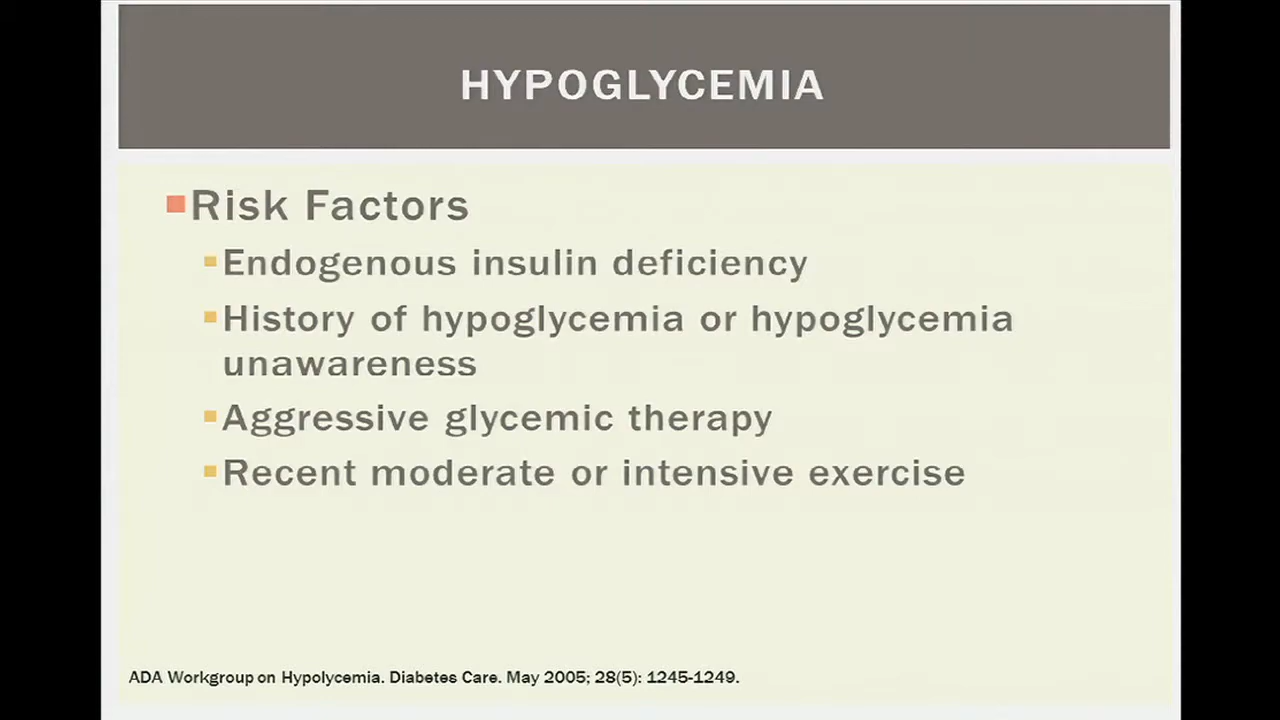 HYPOGLYCEMIA
Risk Factors
Endogenous insulin deficiency
History of hypoglycemia or hypoglycemia
unawareness
Aggressive glycemic therapy
Recent moderate or intensive exercise
ADA Workgroup on Hypolycemia. Diabetes Care. May 2005; 28(5): 1245-1249.